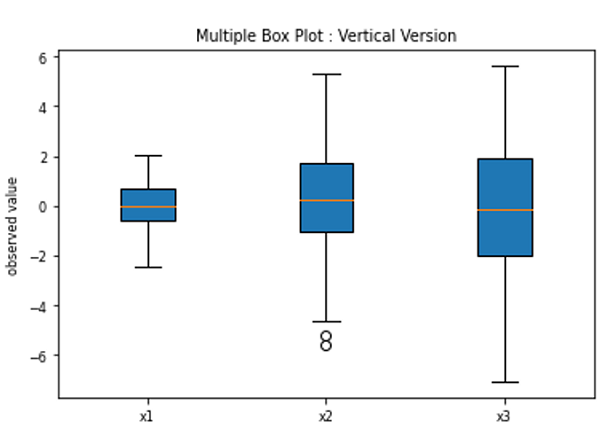 Multiple Box Plot : Vertical Version
observed value
6
4
2
0
−2
−4
−6
x1
x2
x3